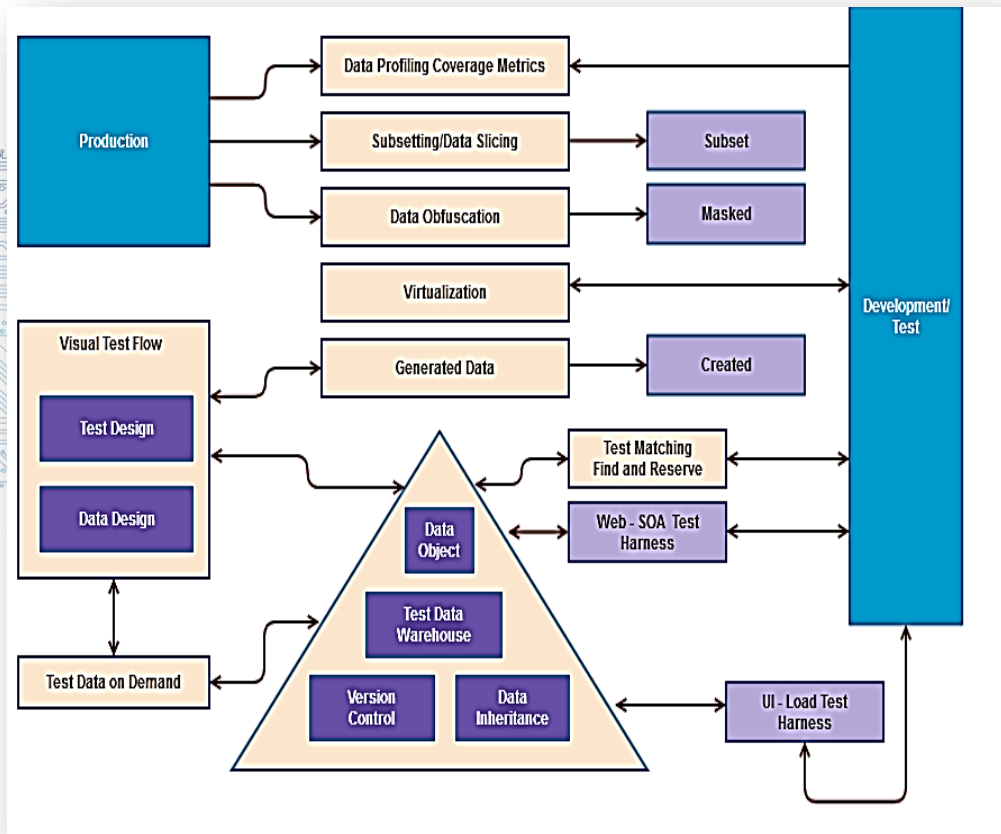 Data Profiling Coverage Metrics
Production
Subsetting/Data Slicing
Subset
Data Obfuscation
Masked
Virtualization
Development/
Test
Visual Test Flow
Generated Data
Created
Test Design
Test Matching
Find and Reserve
Data Design
Web - SOA Test
Harness
Data
Object
Test Data
Warehouse
Test Data on Demand
Version
Control
Data
Inheritance
UI - Load Test
Harness